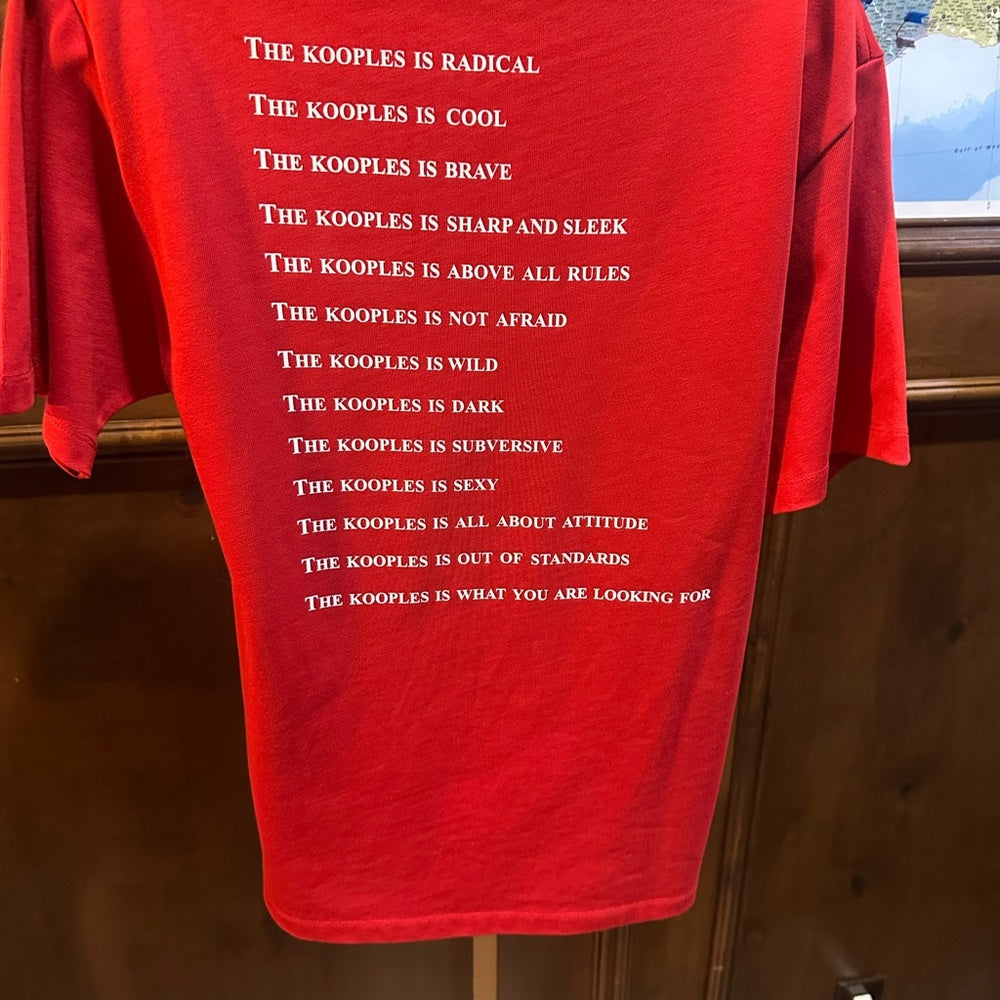 The kooples is radical
The kooples is cool
The kooples is brave
The kooples is sharp and sleek
The kooples is above all rules
The kooples is not afraid
The kooples is wild
The kooples is dark
The kooples is subversive
The kooples is sexy
The kooples is all about attitude
The kooples is out of standards
The kooples is what you are looking for
Gulf of